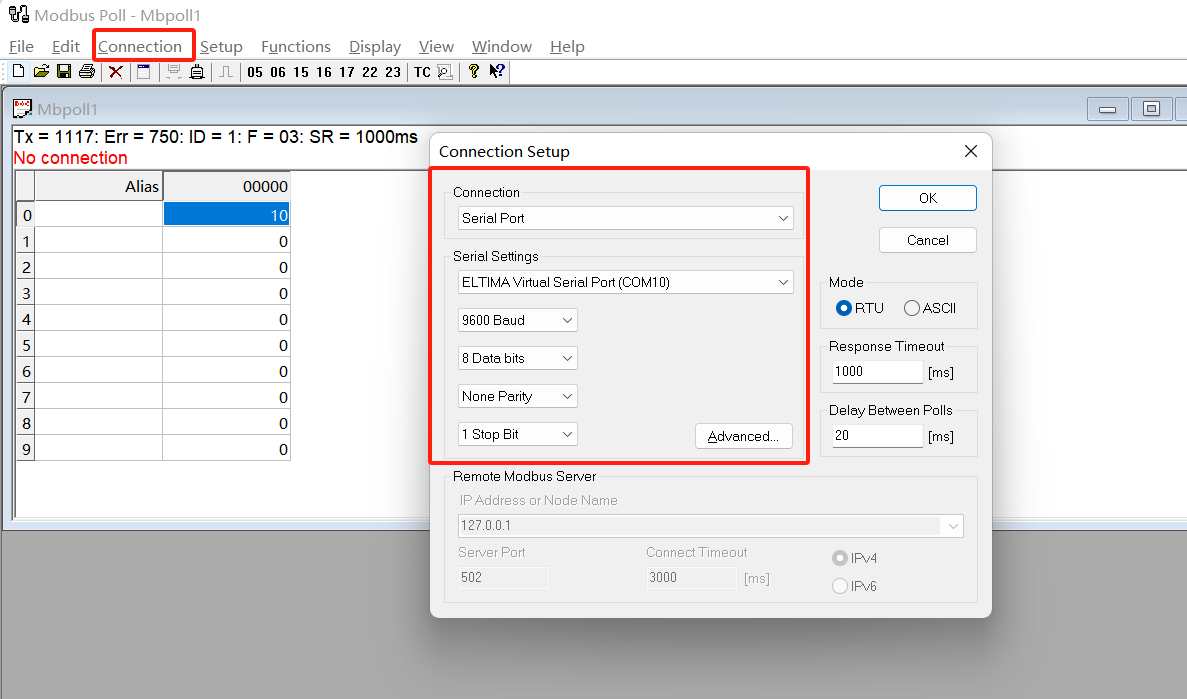 Modbus Poll - Mbpoll1
File Edit Connection Setup Functions Display View Window Help
05 06 15 16 17 22 23 TC
Mbpoll1
Tx = 1117: Err = 750: ID = 1: F = 03: SR = 1000ms
No connection
Alias 00000
0 10
1 0
2 0
3 0
4 0
5 0
6 0
7 0
8 0
9 0
Connection Setup
Connection
Serial Port
Serial Settings
ELTIMA Virtual Serial Port (COM10)
9600 Baud
8 Data bits
None Parity
1 Stop Bit
Advanced...
OK
Cancel
Mode
RTU ASCII
Response Timeout
1000 [ms]
Delay Between Polls
20 [ms]
Remote Modbus Server
IP Address or Node Name
127.0.0.1
Server Port Connect Timeout
502 3000 [ms]
IPv4
IPv6